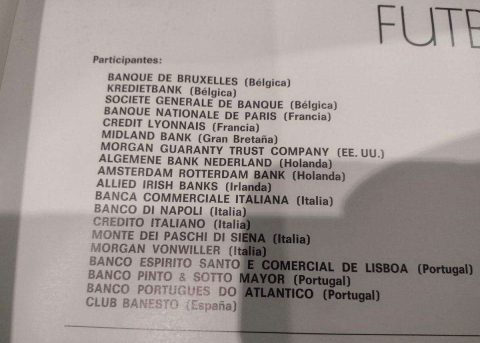 FUTB
Participantes:
BANQUE DE BRUXELLES (Bélgica)
KREDIETBANK (Bélgica)
SOCIETE GENERALE DE BANQUE (Bélgica)
BANQUE NATIONALE DE PARIS (Francia)
CREDIT LYONNAIS (Francia)
MIDLAND BANK (Gran Bretaña)
MORGAN GUARANTY TRUST COMPANY (EE. UU.)
ALGEMENE BANK NEDERLAND (Holanda)
AMSTERDAM ROTTERDAM BANK (Holanda)
ALLIED IRISH BANKS (Irlanda)
BANCA COMMERCIALE ITALIANA (Italia)
BANCO DI NAPOLI (Italia)
CREDITO ITALIANO (Italia)
MONTE DEI PASCHI DI SIENA (Italia)
MORGAN VONWILLER (Italia)
BANCO ESPIRITO SANTO E COMERCIAL DE LISBOA (Portugal)
BANCO PINTO & SOTTO MAYOR (Portugal)
BANCO PORTUGUES DO ATLANTICO (Portugal)
CLUB BANESTO (España)